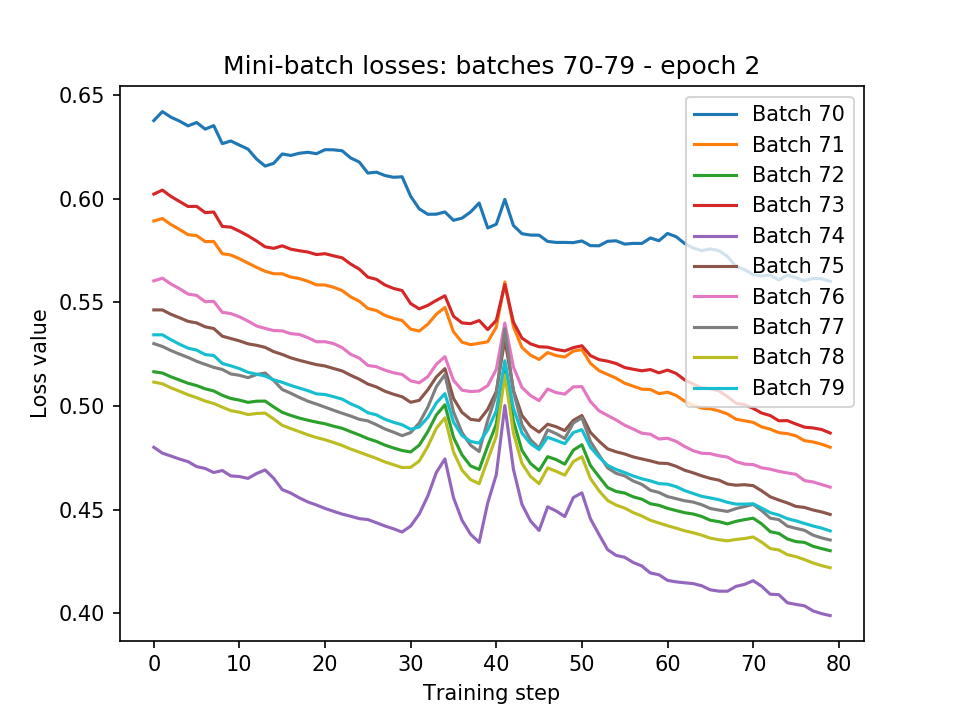 Mini-batch losses: batches 70-79 - epoch 2
Loss value
0.65
0.60
0.55
0.50
0.45
0.40
Batch 70
Batch 71
Batch 72
Batch 73
Batch 74
Batch 75
Batch 76
Batch 77
Batch 78
Batch 79
0 10 20 30 40 50 60 70 80
Training step